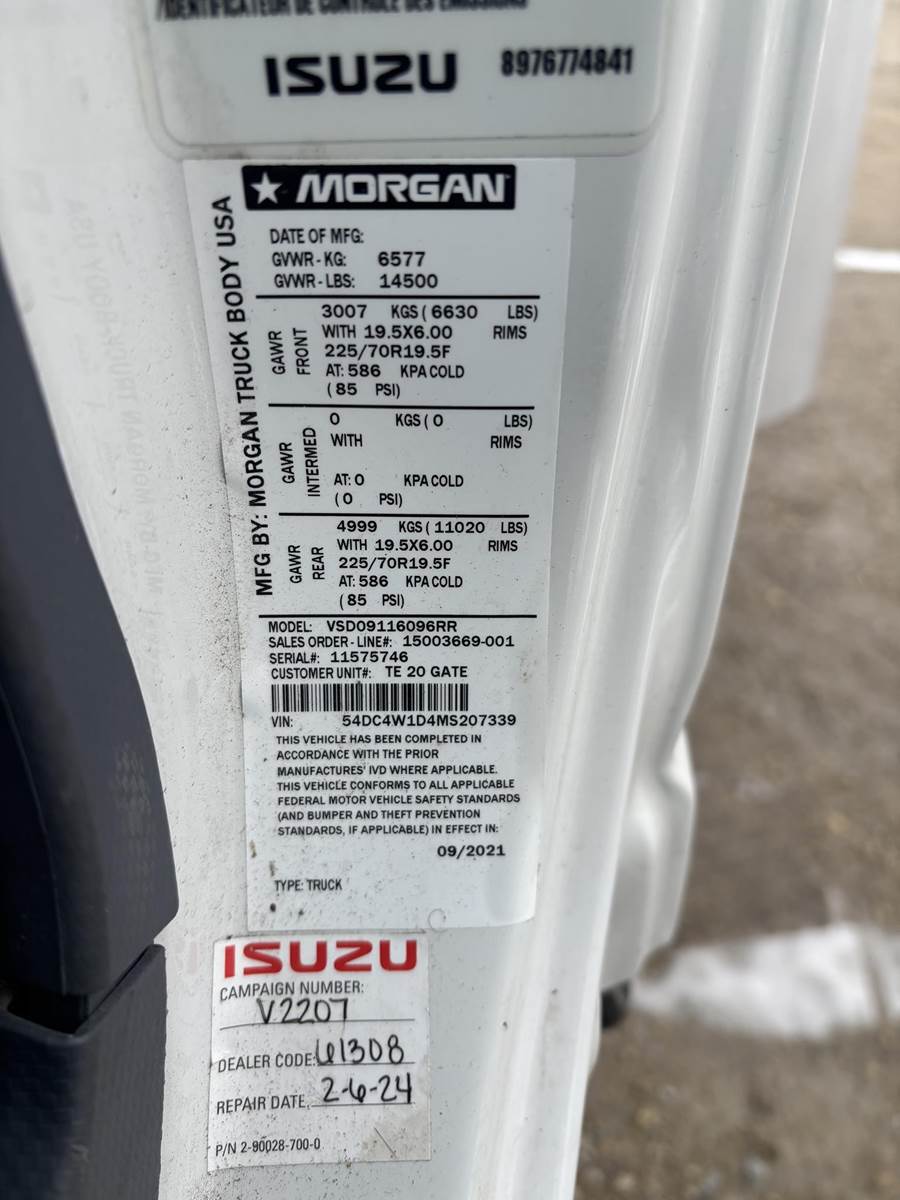 /IDENTIFICATEUR DE CONTRÔLE DES ÉMISSIONS
ISUZU 8976774841
MORGAN
MFG BY: MORGAN TRUCK BODY USA
DATE OF MFG:
GVWR - KG: 6577
GVWR - LBS: 14500
GAWR FRONT
3007 KGS ( 6630 LBS)
WITH 19.5X6.00 RIMS
225/70R19.5F
AT: 586 KPA COLD
( 85 PSI)
GAWR INTERMED
0 KGS ( 0 LBS)
WITH RIMS
AT: 0 KPA COLD
( 0 PSI)
GAWR REAR
4999 KGS ( 11020 LBS)
WITH 19.5X6.00 RIMS
225/70R19.5F
AT: 586 KPA COLD
( 85 PSI)
MODEL: VSD09116096RR
SALES ORDER - LINE#: 15003669-001
SERIAL#: 11575746
CUSTOMER UNIT#: TE 20 GATE
VIN: 54DC4W1D4MS207339
THIS VEHICLE HAS BEEN COMPLETED IN
ACCORDANCE WITH THE PRIOR
MANUFACTURES' IVD WHERE APPLICABLE.
THIS VEHICLE CONFORMS TO ALL APPLICABLE
FEDERAL MOTOR VEHICLE SAFETY STANDARDS
(AND BUMPER AND THEFT PREVENTION
STANDARDS, IF APPLICABLE) IN EFFECT IN:
09/2021
TYPE: TRUCK
ISUZU
CAMPAIGN NUMBER:
V2207
DEALER CODE: 61308
REPAIR DATE 2-6-24
P/N 2-90028-700-0